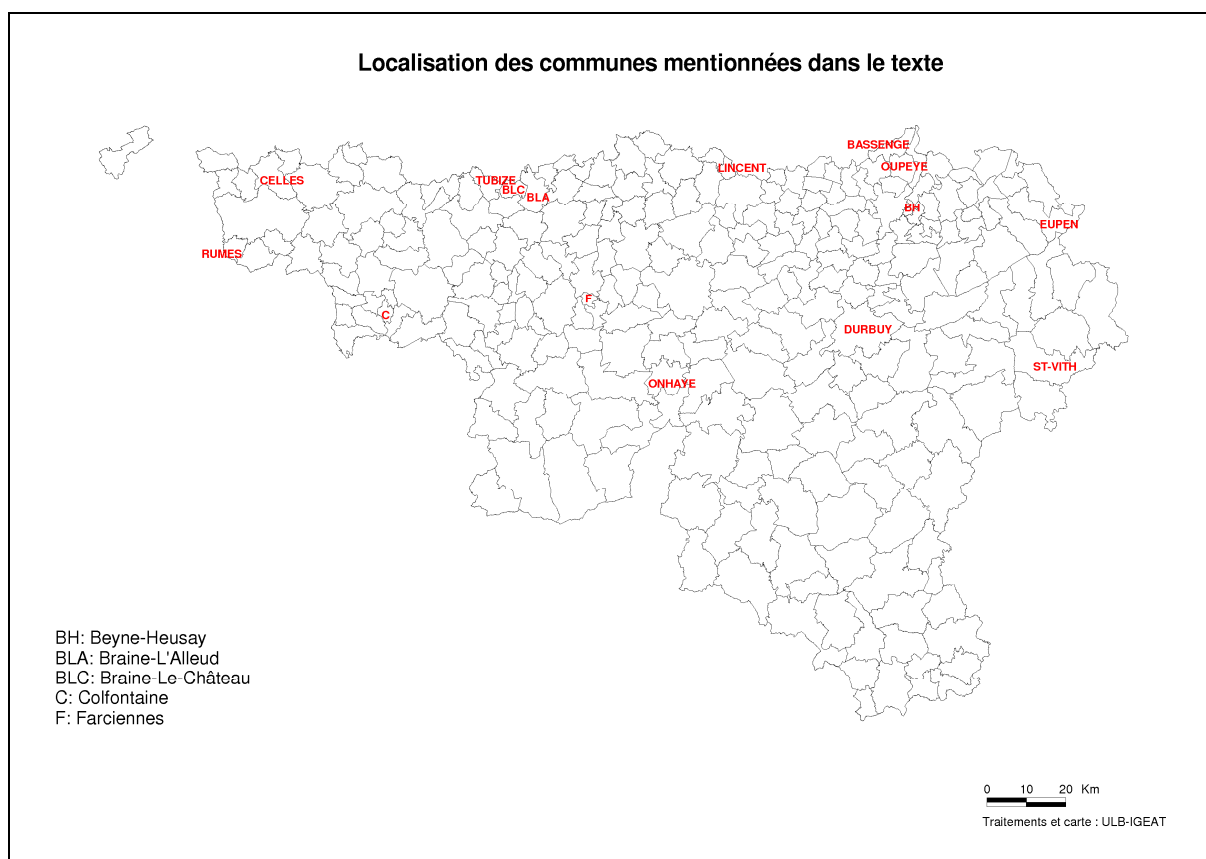 Localisation des communes mentionnées dans le texte
BASSENGE
OUPEYE
LINCENT
CELLES
TUBIZE
BLC
BLA
BH
EUPEN
RUMES
F
C
DURBUY
ST-VITH
ONHAYE
BH: Beyne-Heusay
BLA: Braine-L'Alleud
BLC: Braine-Le-Château
C: Colfontaine
F: Farciennes
0 10 20 Km
Traitements et carte : ULB-IGEAT